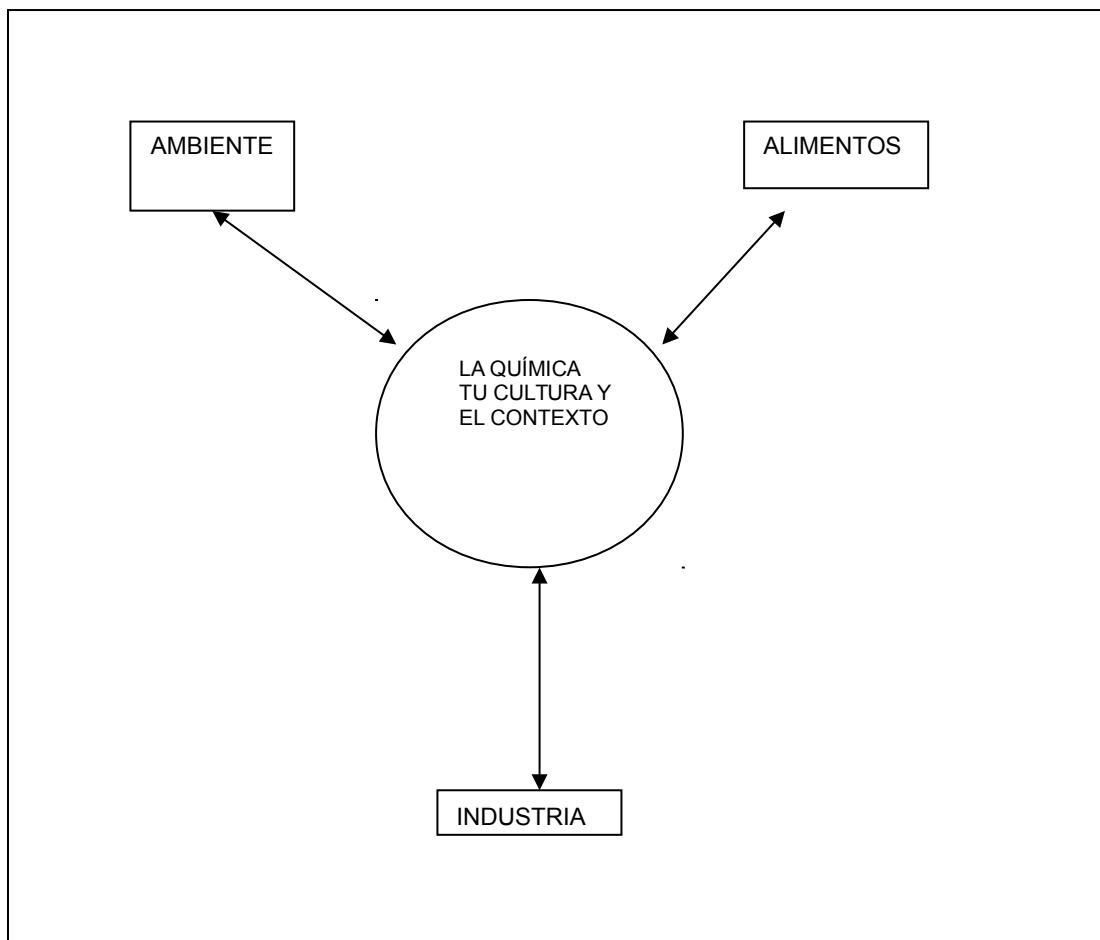 AMBIENTE
ALIMENTOS
LA QUÍMICA
TU CULTURA Y
EL CONTEXTO
INDUSTRIA